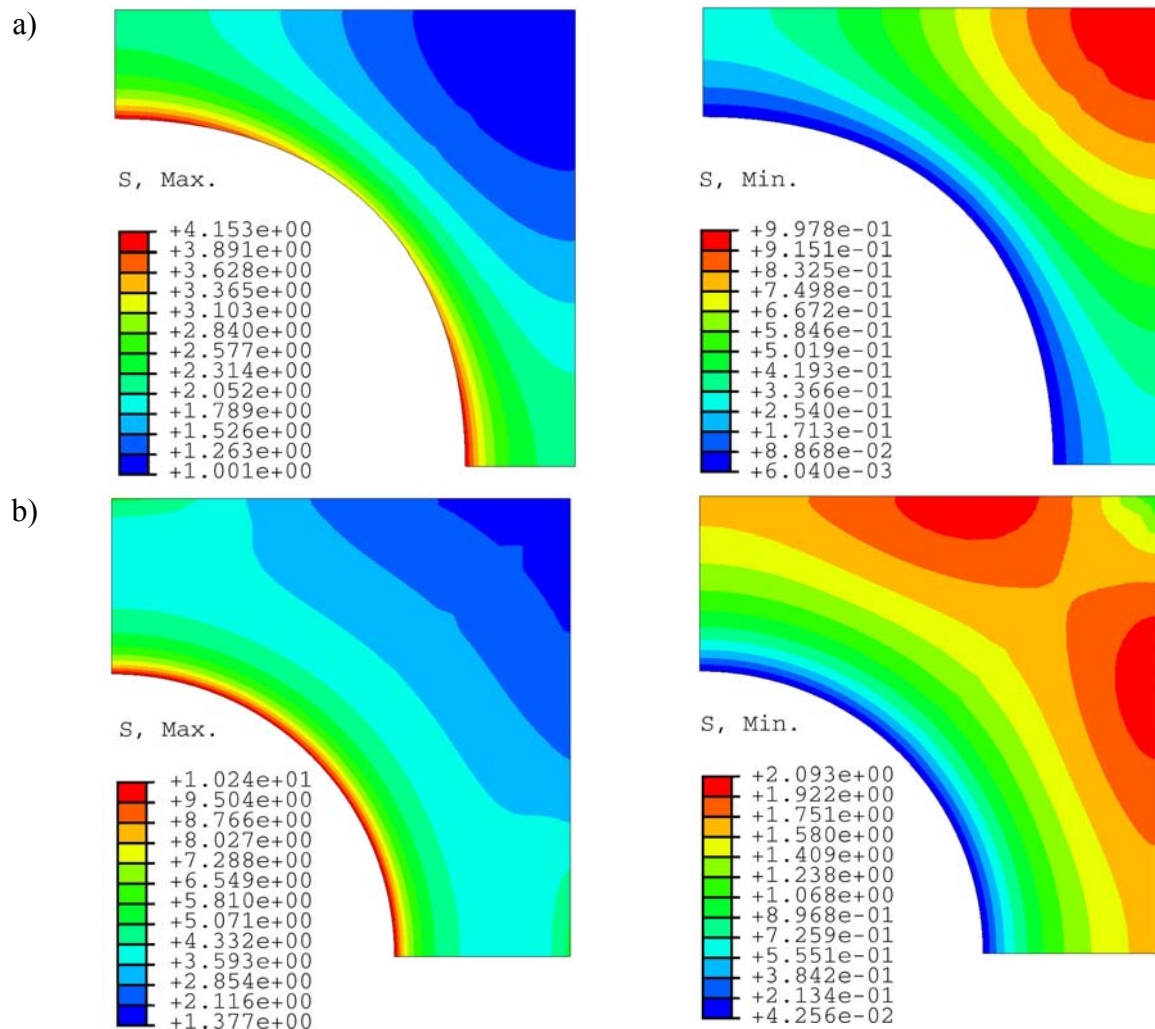 a)
S, Max.
+4.153e+00
+3.891e+00
+3.628e+00
+3.365e+00
+3.103e+00
+2.840e+00
+2.577e+00
+2.314e+00
+2.052e+00
+1.789e+00
+1.526e+00
+1.263e+00
+1.001e+00
S, Min.
+9.978e-01
+9.151e-01
+8.325e-01
+7.498e-01
+6.672e-01
+5.846e-01
+5.019e-01
+4.193e-01
+3.366e-01
+2.540e-01
+1.713e-01
+8.868e-02
+6.040e-03
b)
S, Max.
+1.024e+01
+9.504e+00
+8.766e+00
+8.027e+00
+7.288e+00
+6.549e+00
+5.810e+00
+5.071e+00
+4.332e+00
+3.593e+00
+2.854e+00
+2.116e+00
+1.377e+00
S, Min.
+2.093e+00
+1.922e+00
+1.751e+00
+1.580e+00
+1.409e+00
+1.238e+00
+1.068e+00
+8.968e-01
+7.259e-01
+5.551e-01
+3.842e-01
+2.134e-01
+4.256e-02